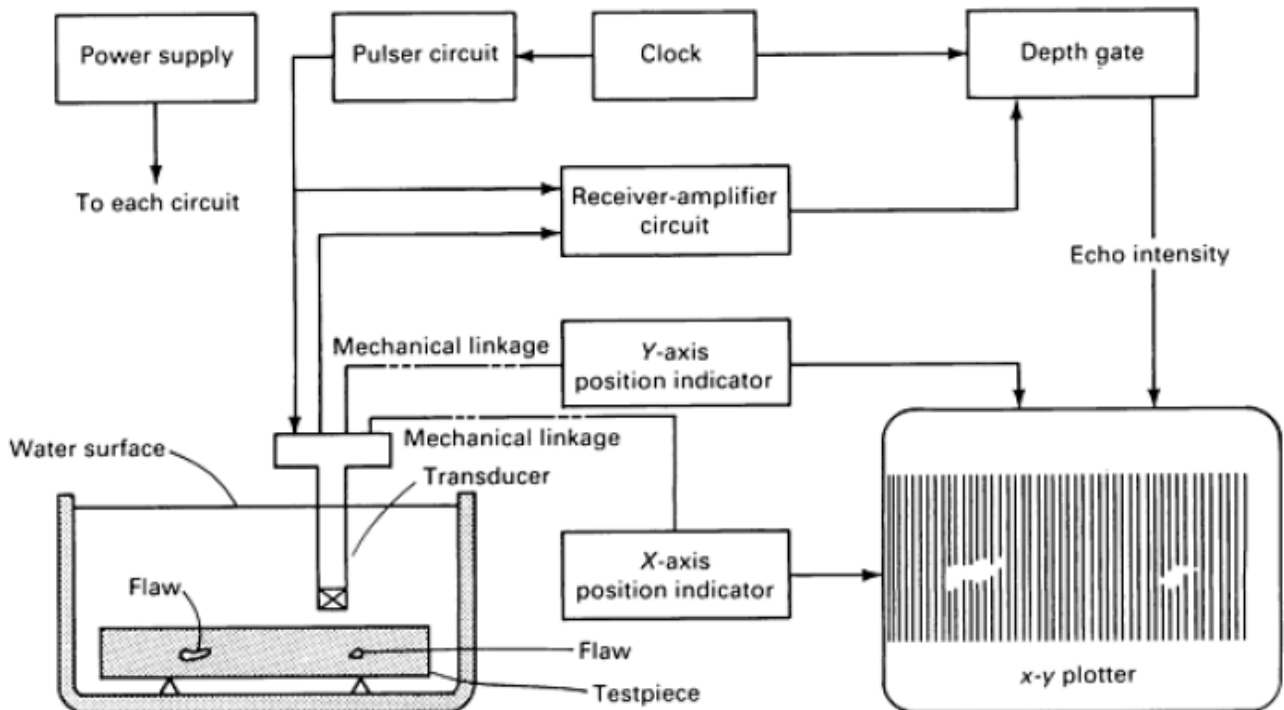 Power supply
Pulser circuit
Clock
Depth gate
To each circuit
Receiver-amplifier
circuit
Echo intensity
Mechanical linkage
Y-axis
position indicator
Mechanical linkage
Water surface
Transducer
X-axis
position indicator
Flaw
Flaw
Testpiece
x-y plotter